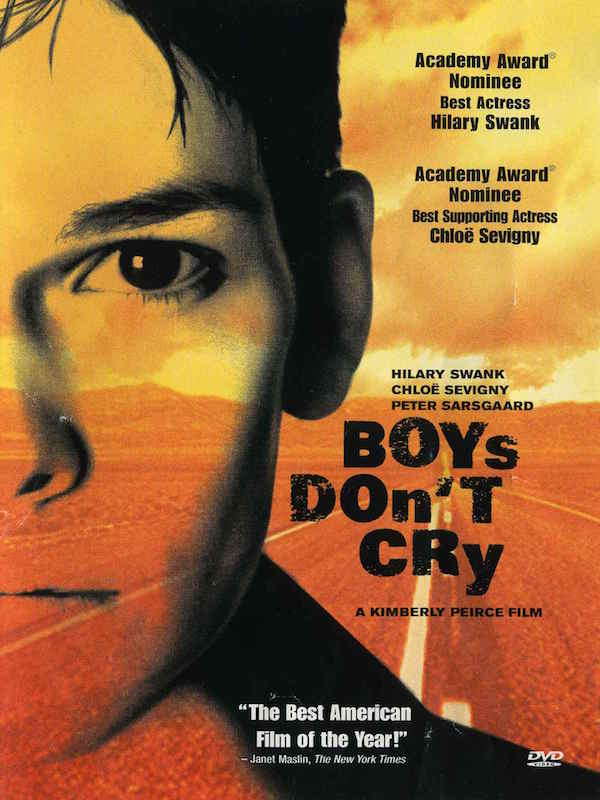 Academy Award®
Nominee
Best Actress
Hilary Swank
Academy Award®
Nominee
Best Supporting Actress
Chloë Sevigny
HILARY SWANK
CHLOË SEVIGNY
PETER SARSGAARD
BOYs
DOn'T
CRy
A KIMBERLY PEIRCE FILM
"The Best American
Film of the Year!"
– Janet Maslin, The New York Times
DVD
VIDEO